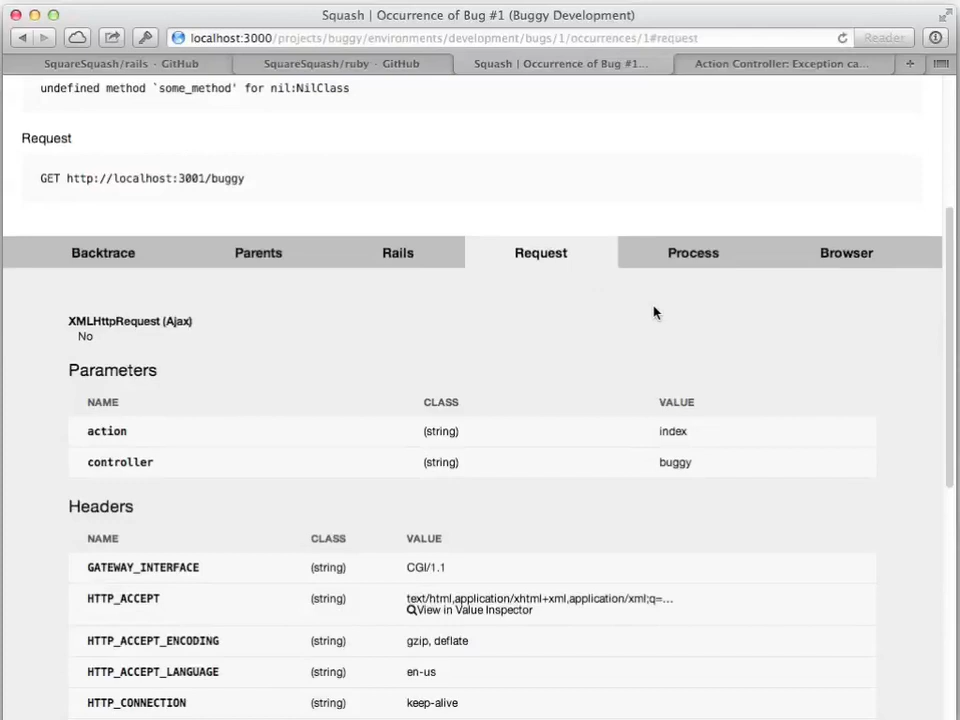 Squash | Occurrence of Bug #1 (Buggy Development)
localhost:3000/projects/buggy/environments/development/bugs/1/occurrences/1#request
Reader
SquareSquash/rails · GitHub
SquareSquash/ruby · GitHub
Squash | Occurrence of Bug #1...
Action Controller: Exception ca...
undefined method `some_method' for nil:NilClass
Request
GET http://localhost:3001/buggy
Backtrace
Parents
Rails
Request
Process
Browser
XMLHttpRequest (Ajax)
No
Parameters
NAME CLASS VALUE
action (string) index
controller (string) buggy
Headers
NAME CLASS VALUE
GATEWAY_INTERFACE (string) CGI/1.1
HTTP_ACCEPT (string) text/html,application/xhtml+xml,application/xml;q=...
View in Value Inspector
HTTP_ACCEPT_ENCODING (string) gzip, deflate
HTTP_ACCEPT_LANGUAGE (string) en-us
HTTP_CONNECTION (string) keep-alive